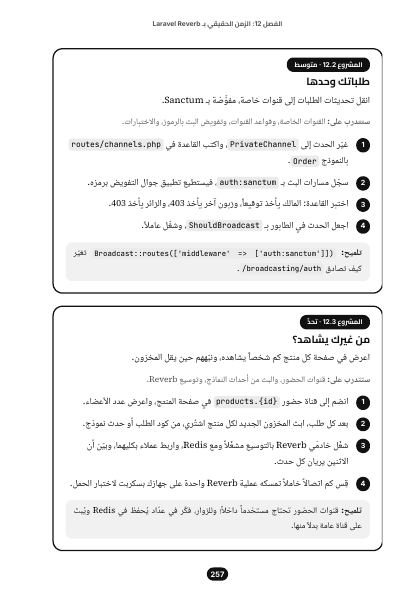 الفصل 12: الزمن الحقيقي بـ Laravel Reverb
المشروع 12.2 · متوسط
طلباتك وحدها
انقل تحديثات الطلبات إلى قنوات خاصة، مفوَّضة بـ Sanctum.
ستتدرب على: القنوات الخاصة، وقواعد القنوات، وتفويض البث بالرموز، والاختبارات.
1 غيّر الحدث إلى PrivateChannel، واكتب القاعدة في routes/channels.php
بالنموذج Order.
2 سجّل مسارات البث بـ auth:sanctum، فيستطيع تطبيق جوال التفويض برمزه.
3 اختبر القاعدة: المالك يأخذ توقيعاً، وزبون آخر يأخذ 403، والزائر يأخذ 403.
4 اجعل الحدث في الطابور بـ ShouldBroadcast، وشغّل عاملاً.
تلميح: Broadcast::routes(['middleware' => ['auth:sanctum']]) تغيّر
كيف تصادق /broadcasting/auth.
المشروع 12.3 · تحدٍّ
من غيرك يشاهد؟
اعرض في صفحة كل منتج كم شخصاً يشاهده، ونبّههم حين يقل المخزون.
ستتدرب على: قنوات الحضور، والبث من أحداث النماذج، وتوسيع Reverb.
1 انضم إلى قناة حضور products.{id} في صفحة المنتج، واعرض عدد الأعضاء.
2 بعد كل طلب، ابث المخزون الجديد لكل منتج اشتُري، من كود الطلب أو حدث نموذج.
3 شغّل خادمَي Reverb بالتوسيع مشغّلاً ومع Redis، واربط عملاء بكليهما، وبيّن أن
الاثنين يريان كل حدث.
4 قِس كم اتصالاً خاملاً تمسكه عملية Reverb واحدة على جهازك بسكربت لاختبار الحمل.
تلميح: قنوات الحضور تحتاج مستخدماً داخلاً؛ وللزوار، فكّر في عدّاد يُحفظ في Redis ويُبث
على قناة عامة بدلاً منها.
257